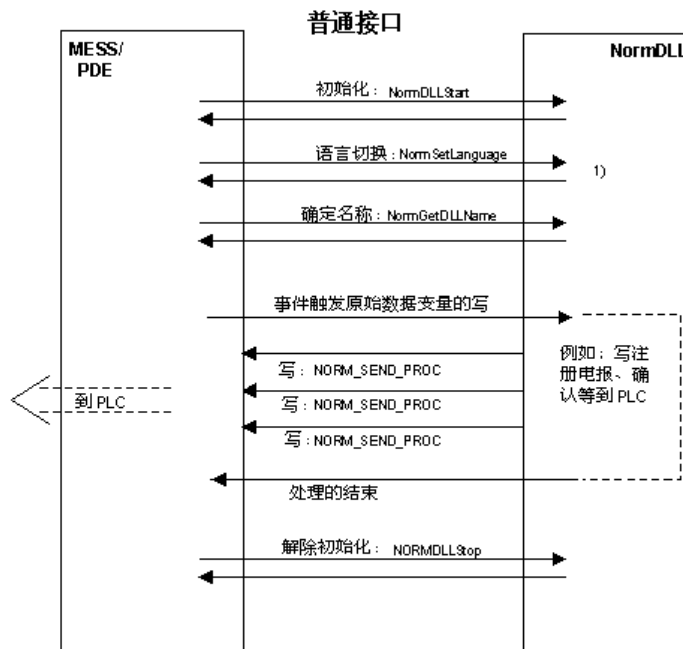 普通接口
MESS/
PDE
NormDLL
初始化：NormDLLStart
语言切换：NormSetLanguage
1)
确定名称：NormGetDLLName
事件触发原始数据变量的写
例如：写注
册电报、确
认等到 PLC
写：NORM_SEND_PROC
到 PLC
写：NORM_SEND_PROC
写：NORM_SEND_PROC
处理的结束
解除初始化：NORMDLLStop